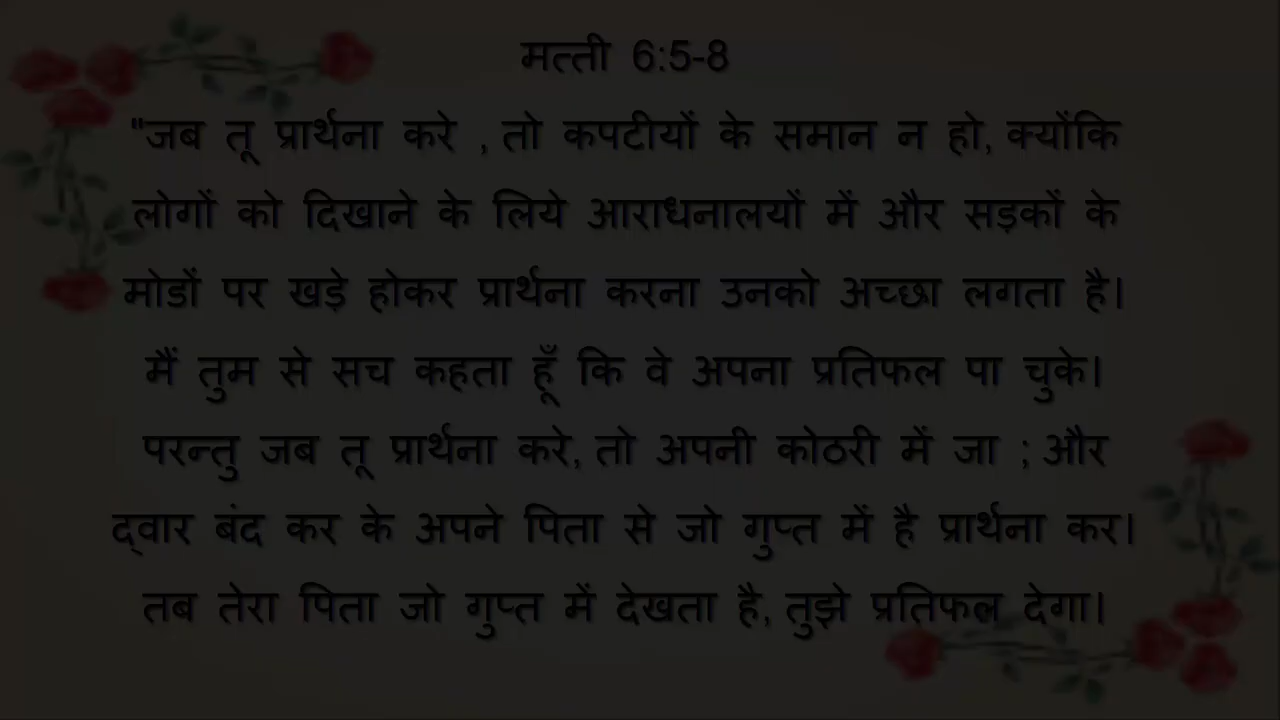 मत्ती 6:5-8
"जब तू प्रार्थना करे , तो कपटीयों के समान न हो, क्योंकि
लोगों को दिखाने के लिये आराधनालयों में और सड़कों के
मोडों पर खड़े होकर प्रार्थना करना उनको अच्छा लगता है।
मैं तुम से सच कहता हूँ कि वे अपना प्रतिफल पा चुके।
परन्तु जब तू प्रार्थना करे, तो अपनी कोठरी में जा ; और
द्वार बंद कर के अपने पिता से जो गुप्त में है प्रार्थना कर।
तब तेरा पिता जो गुप्त में देखता है, तुझे प्रतिफल देगा।